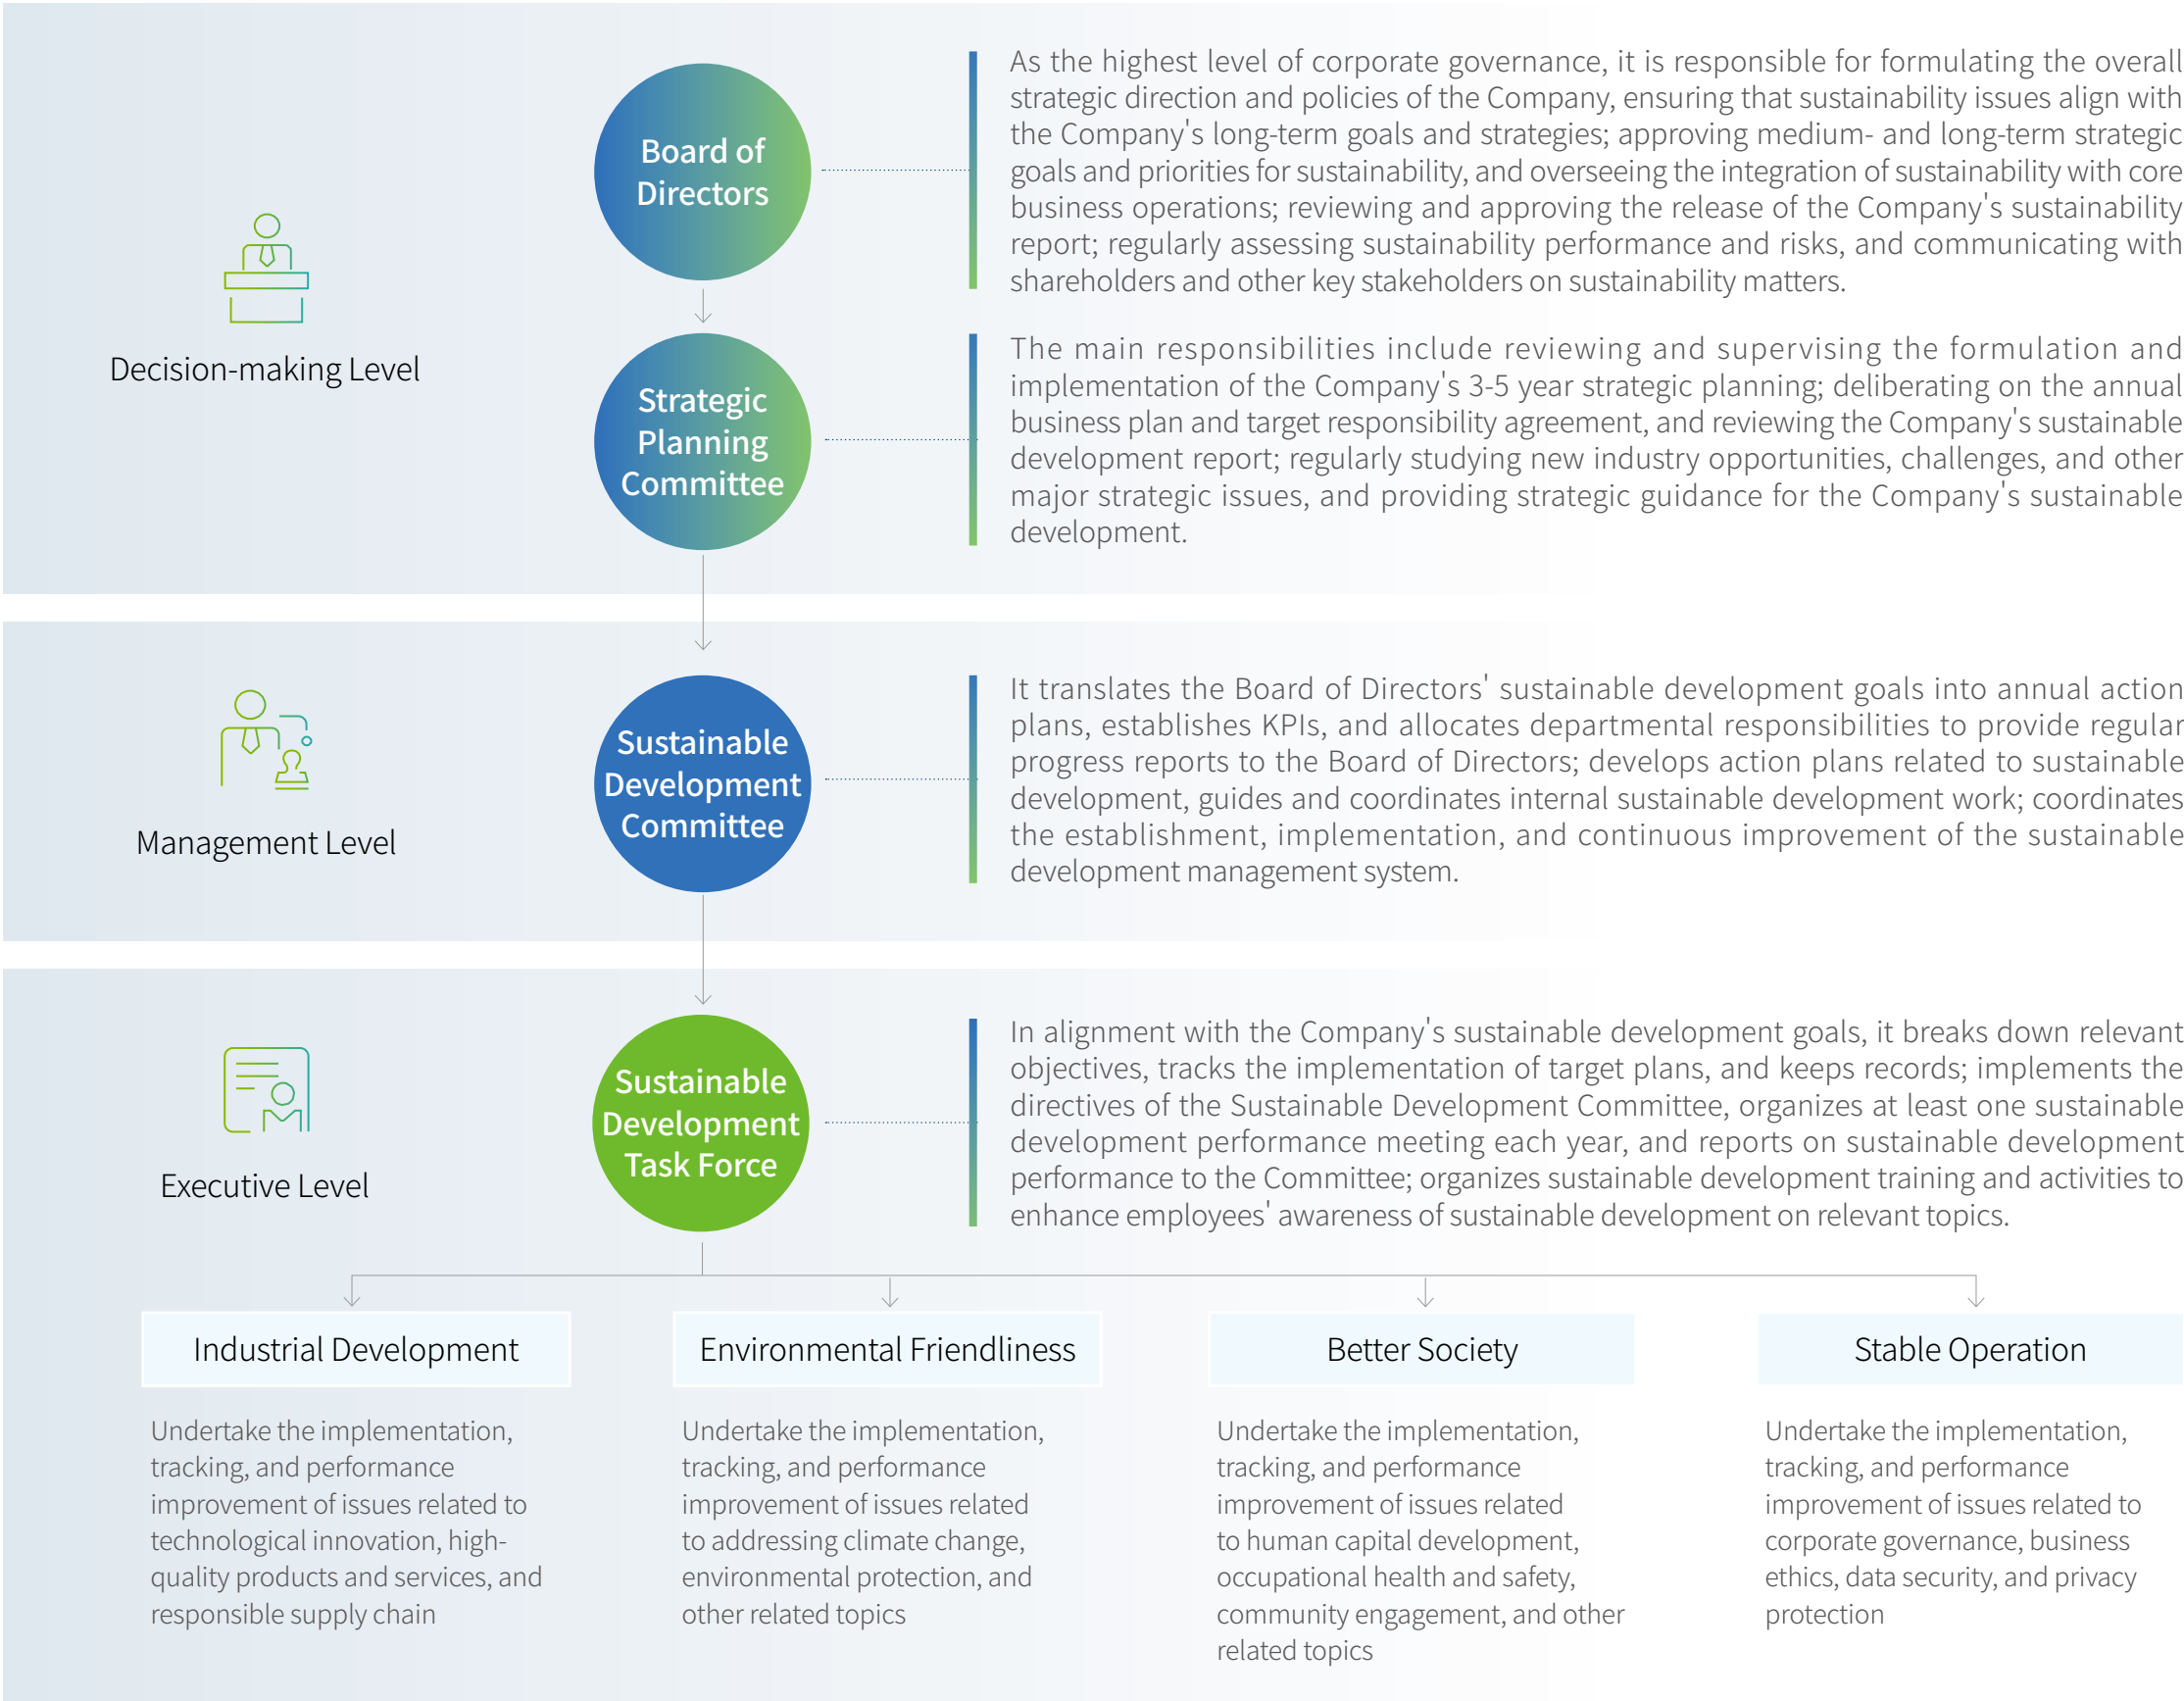 Decision-making Level
Board of
Directors
As the highest level of corporate governance, it is responsible for formulating the overall
strategic direction and policies of the Company, ensuring that sustainability issues align with
the Company's long-term goals and strategies; approving medium- and long-term strategic
goals and priorities for sustainability, and overseeing the integration of sustainability with core
business operations; reviewing and approving the release of the Company's sustainability
report; regularly assessing sustainability performance and risks, and communicating with
shareholders and other key stakeholders on sustainability matters.
Strategic
Planning
Committee
The main responsibilities include reviewing and supervising the formulation and
implementation of the Company's 3-5 year strategic planning; deliberating on the annual
business plan and target responsibility agreement, and reviewing the Company's sustainable
development report; regularly studying new industry opportunities, challenges, and other
major strategic issues, and providing strategic guidance for the Company's sustainable
development.
Management Level
Sustainable
Development
Committee
It translates the Board of Directors' sustainable development goals into annual action
plans, establishes KPIs, and allocates departmental responsibilities to provide regular
progress reports to the Board of Directors; develops action plans related to sustainable
development, guides and coordinates internal sustainable development work; coordinates
the establishment, implementation, and continuous improvement of the sustainable
development management system.
Executive Level
Sustainable
Development
Task Force
In alignment with the Company's sustainable development goals, it breaks down relevant
objectives, tracks the implementation of target plans, and keeps records; implements the
directives of the Sustainable Development Committee, organizes at least one sustainable
development performance meeting each year, and reports on sustainable development
performance to the Committee; organizes sustainable development training and activities to
enhance employees' awareness of sustainable development on relevant topics.
Industrial Development
Undertake the implementation,
tracking, and performance
improvement of issues related to
technological innovation, high-
quality products and services, and
responsible supply chain
Environmental Friendliness
Undertake the implementation,
tracking, and performance
improvement of issues related
to addressing climate change,
environmental protection, and
other related topics
Better Society
Undertake the implementation,
tracking, and performance
improvement of issues related
to human capital development,
occupational health and safety,
community engagement, and other
related topics
Stable Operation
Undertake the implementation,
tracking, and performance
improvement of issues related to
corporate governance, business
ethics, data security, and privacy
protection